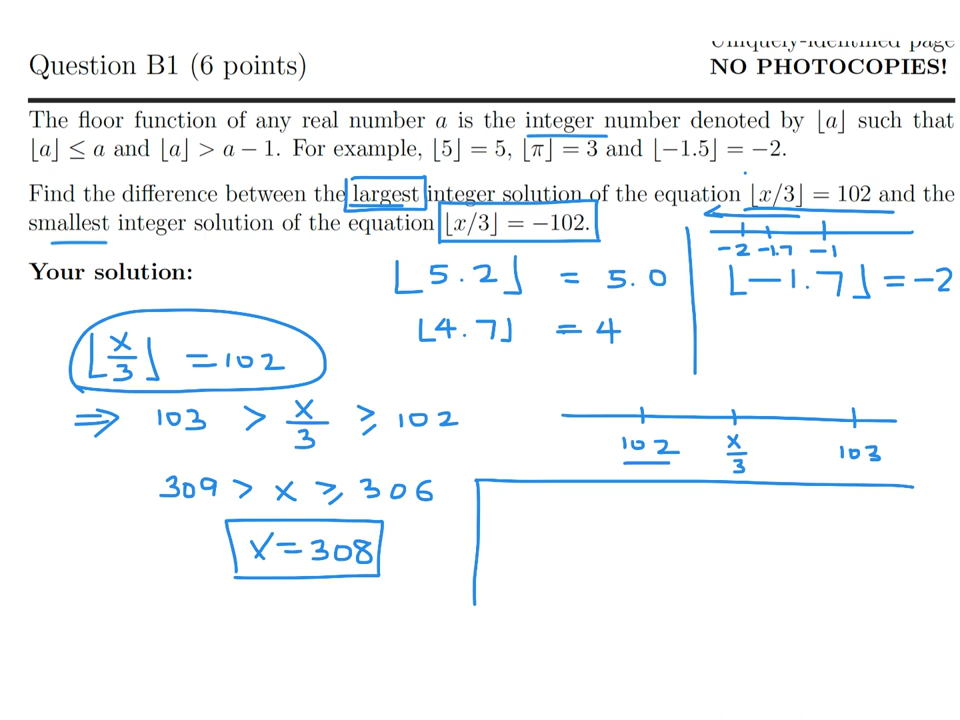 Uniquely-identified page
Question B1 (6 points)
NO PHOTOCOPIES!
The floor function of any real number a is the integer number denoted by ⌊a⌋ such that
⌊a⌋ ≤ a and ⌊a⌋ > a − 1. For example, ⌊5⌋ = 5, ⌊π⌋ = 3 and ⌊−1.5⌋ = −2.
Find the difference between the largest integer solution of the equation ⌊x/3⌋ = 102 and the
smallest integer solution of the equation ⌊x/3⌋ = −102.
−2 −1.7 −1
Your solution:
⌊5.2⌋ = 5.0
⌊−1.7⌋ = −2
⌊4.7⌋ = 4
⌊x/3⌋ = 102
⇒ 103 > x/3 ≥ 102
102 x/3 103
309 > x ≥ 306
x = 308